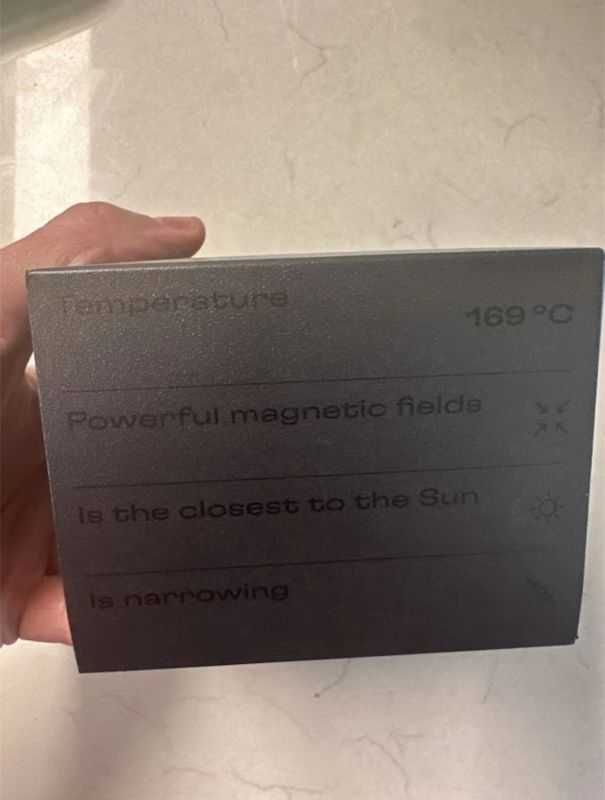 Temperature
169 °C
Powerful magnetic fields
Is the closest to the Sun
Is narrowing